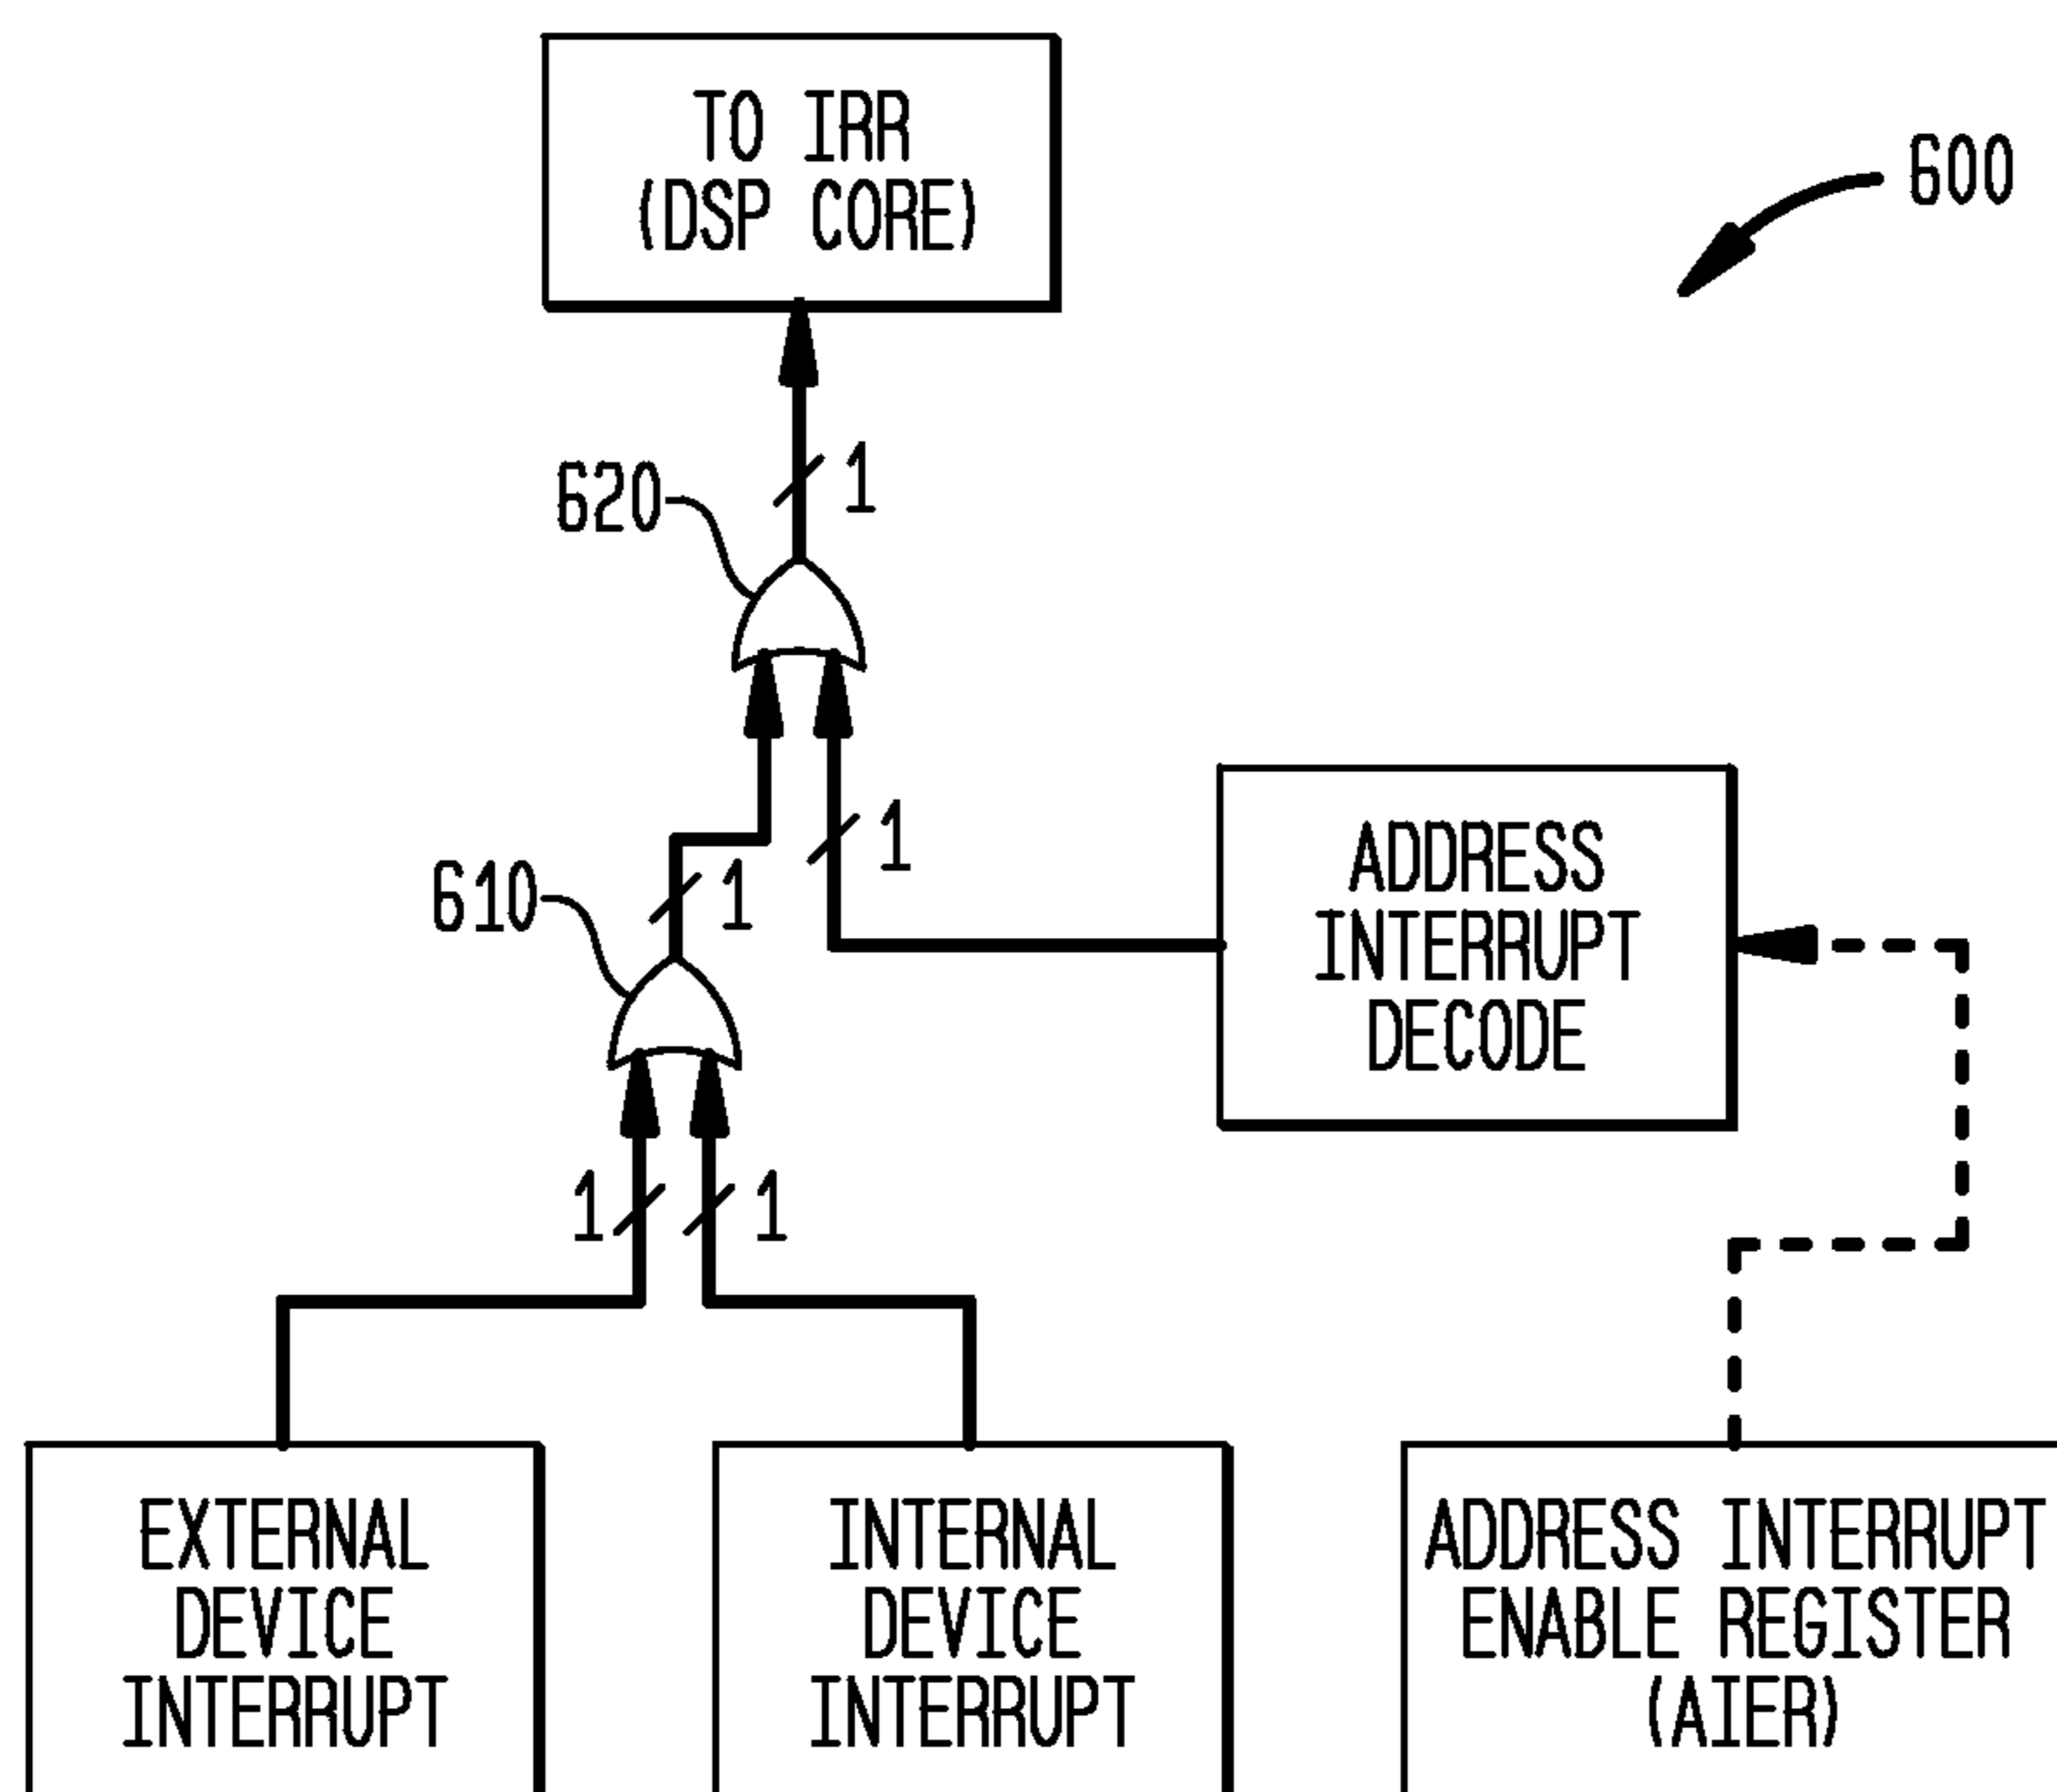 TO IRR
(DSP CORE)
600
620
1
1
ADDRESS
INTERRUPT
DECODE
610
1
1
1
EXTERNAL
DEVICE
INTERRUPT
INTERNAL
DEVICE
INTERRUPT
ADDRESS INTERRUPT
ENABLE REGISTER
(AIER)